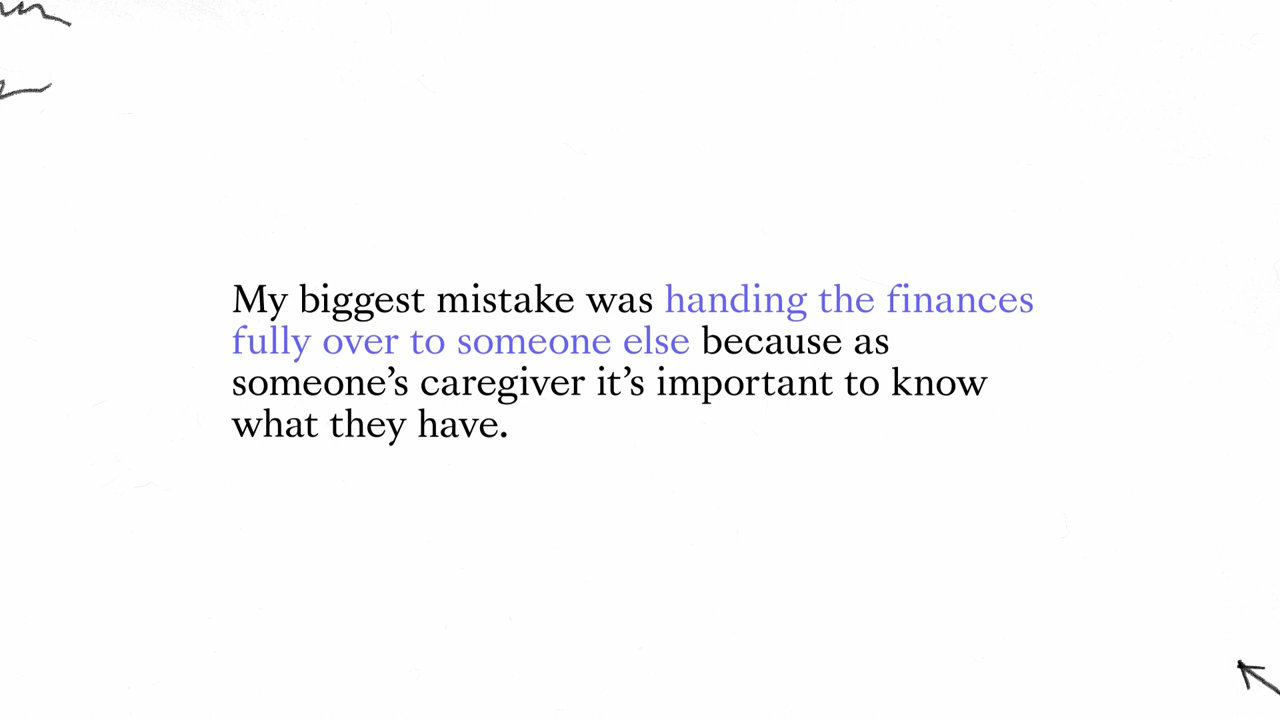 My biggest mistake was handing the finances
fully over to someone else because as
someone’s caregiver it’s important to know
what they have.